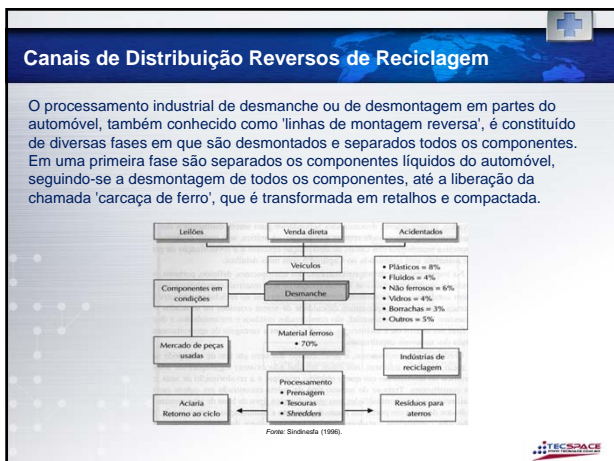 Canais de Distribuição Reversos de Reciclagem
O processamento industrial de desmanche ou de desmontagem em partes do
automóvel, também conhecido como 'linhas de montagem reversa', é constituído
de diversas fases em que são desmontados e separados todos os componentes.
Em uma primeira fase são separados os componentes líquidos do automóvel,
seguindo-se a desmontagem de todos os componentes, até a liberação da
chamada 'carcaça de ferro', que é transformada em retalhos e compactada.
Leilões
Venda direta
Acidentados
Veículos
Componentes em
condições
Desmanche
• Plásticos = 8%
• Fluidos = 4%
• Não ferrosos = 6%
• Vidros = 4%
• Borrachas = 3%
• Outros = 5%
Mercado de peças
usadas
Material ferroso
• 70%
Indústrias de
reciclagem
Processamento
• Prensagem
• Tesouras
• Shredders
Aciaria
Retorno ao ciclo
Resíduos para
aterros
Fonte: Sindinesfa (1996).
TECSPACE